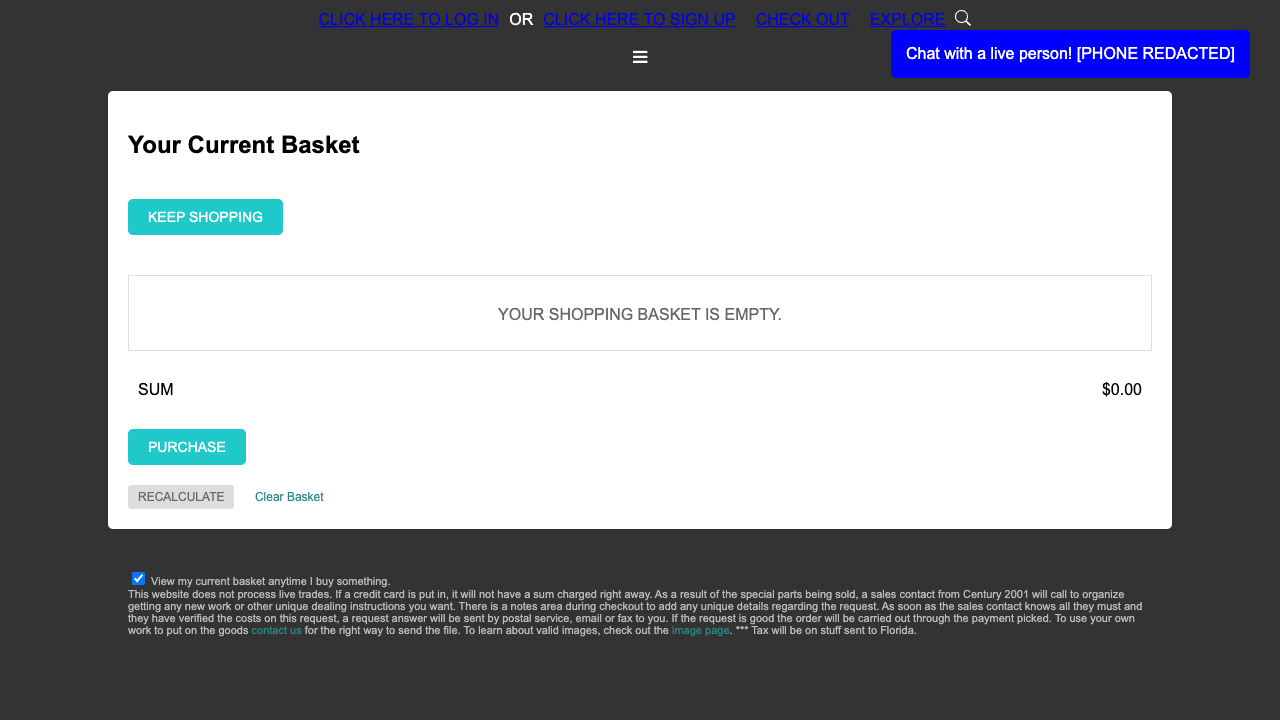 CLICK HERE TO LOG IN OR CLICK HERE TO SIGN UP CHECK OUT EXPLORE
Chat with a live person! [PHONE REDACTED]
Your Current Basket
KEEP SHOPPING
YOUR SHOPPING BASKET IS EMPTY.
SUM $0.00
PURCHASE
RECALCULATE Clear Basket
View my current basket anytime I buy something.
This website does not process live trades. If a credit card is put in, it will not have a sum charged right away. As a result of the special parts being sold, a sales contact from Century 2001 will call to organize
getting any new work or other unique dealing instructions you want. There is a notes area during checkout to add any unique details regarding the request. As soon as the sales contact knows all they must and
they have verified the costs on this request, a request answer will be sent by postal service, email or fax to you. If the request is good the order will be carried out through the payment picked. To use your own
work to put on the goods contact us for the right way to send the file. To learn about valid images, check out the image page. *** Tax will be on stuff sent to Florida.